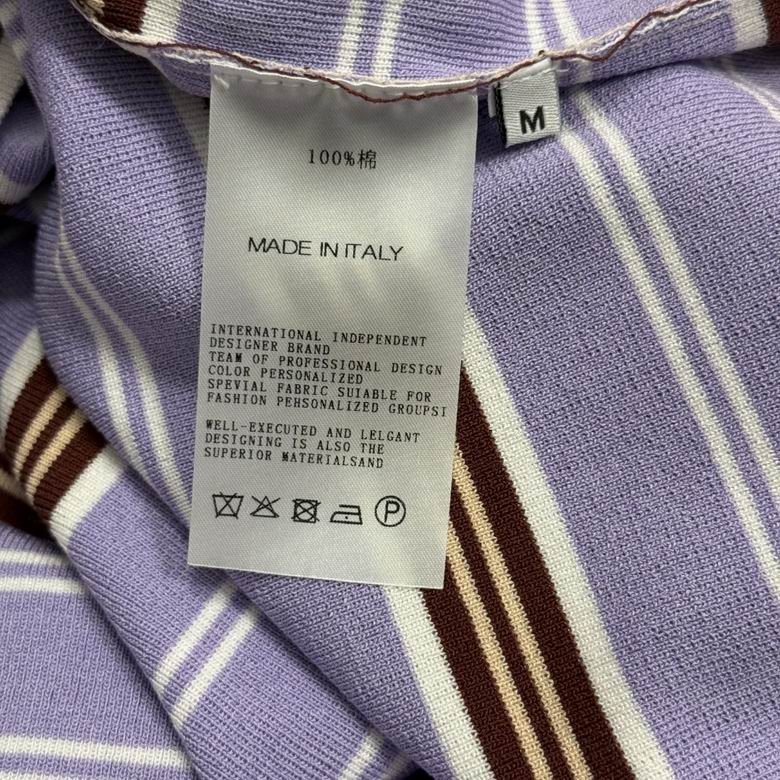 100%棉
M
MADE IN ITALY
INTERNATIONAL INDEPENDENT
DESIGNER BRAND
TEAM OF PROFESSIONAL DESIGN
COLOR PERSONALIZED
SPEVIAL FABRIC SUIABLE FOR
FASHION PEHSONALIZED GROUPSI
WELL-EXECUTED AND LELGANT
DESIGNING IS ALSO THE
SUPERIOR MATERIALSAND
P